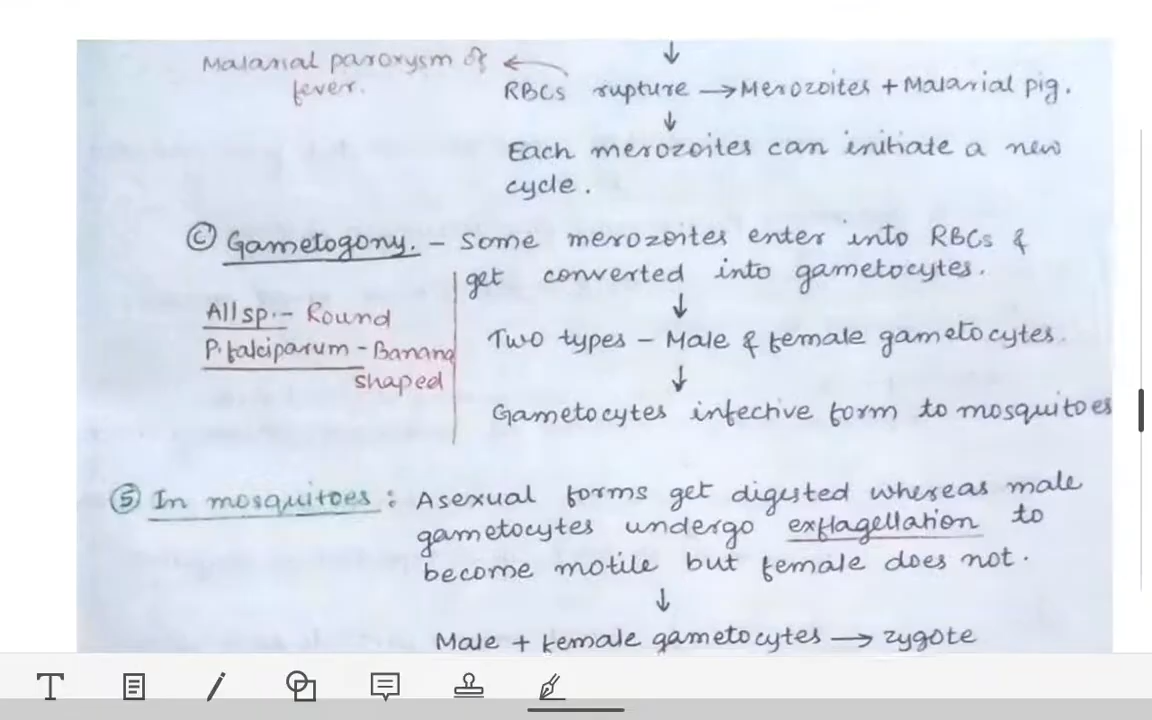 Malarial paroxysm of
fever.
↓
RBCs rupture → Merozoites + Malarial pig.
↓
Each merozoites can initiate a new
cycle.
Ⓒ Gametogony. - Some merozoites enter into RBCs &
get converted into gametocytes.
All sp. - Round
P. falciparum - Banana
shaped
↓
Two types - Male & female gametocytes.
↓
Gametocytes infective form to mosquitoes
⑤ In mosquitoes : Asexual forms get digested whereas male
gametocytes undergo exflagellation to
become motile but female does not.
↓
Male + female gametocytes → zygote
T